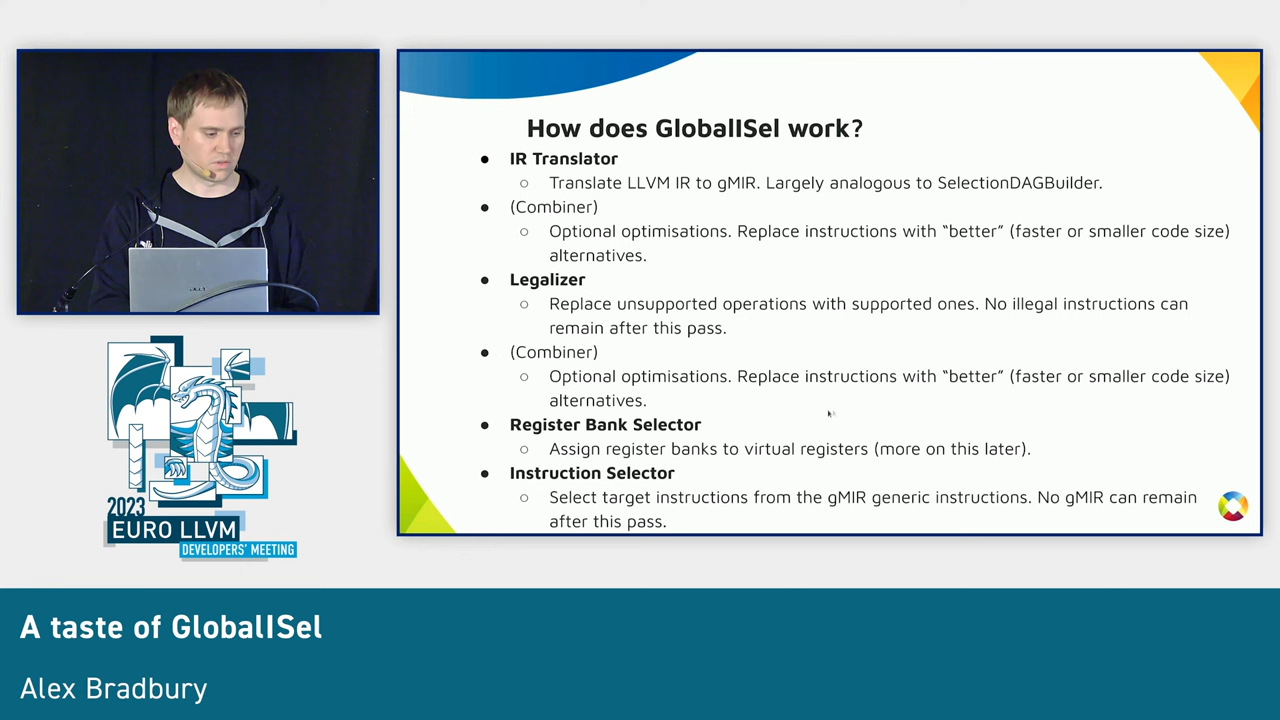 How does GlobalISel work?
● IR Translator
○ Translate LLVM IR to gMIR. Largely analogous to SelectionDAGBuilder.
● (Combiner)
○ Optional optimisations. Replace instructions with “better” (faster or smaller code size)
alternatives.
● Legalizer
○ Replace unsupported operations with supported ones. No illegal instructions can
remain after this pass.
● (Combiner)
○ Optional optimisations. Replace instructions with “better” (faster or smaller code size)
alternatives.
● Register Bank Selector
○ Assign register banks to virtual registers (more on this later).
● Instruction Selector
○ Select target instructions from the gMIR generic instructions. No gMIR can remain
after this pass.
2023
EURO LLVM
DEVELOPERS' MEETING
A taste of GlobalISel
Alex Bradbury